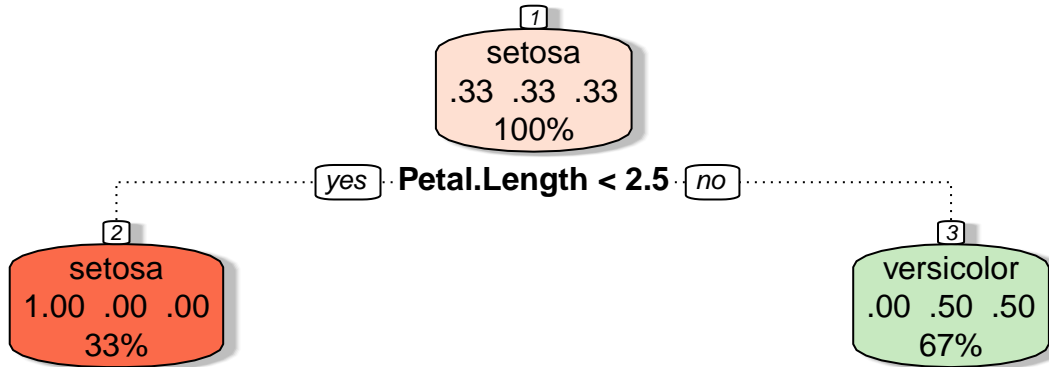 1
setosa
.33 .33 .33
100%
yes Petal.Length < 2.5 no
2
setosa
1.00 .00 .00
33%
3
versicolor
.00 .50 .50
67%